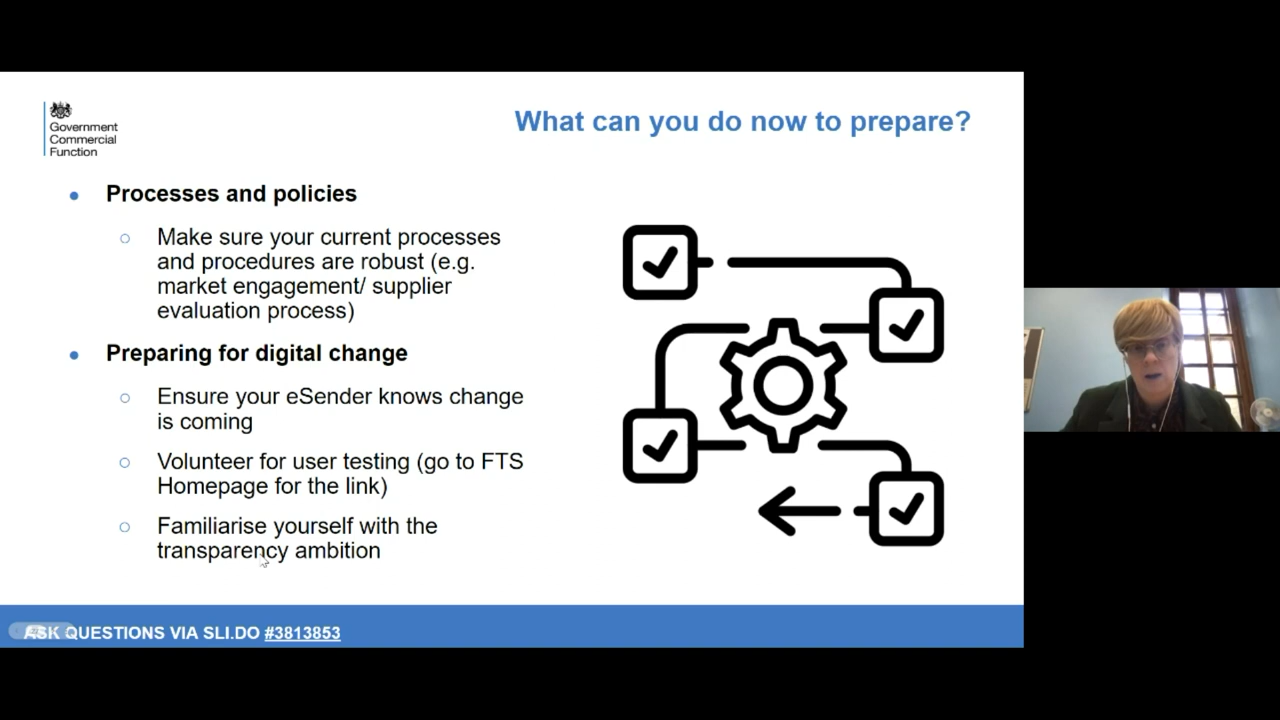 Government
Commercial
Function
What can you do now to prepare?
Processes and policies
Make sure your current processes
and procedures are robust (e.g.
market engagement/ supplier
evaluation process)
Preparing for digital change
Ensure your eSender knows change
is coming
Volunteer for user testing (go to FTS
Homepage for the link)
Familiarise yourself with the
transparency ambition
ASK QUESTIONS VIA SLI.DO #3813853